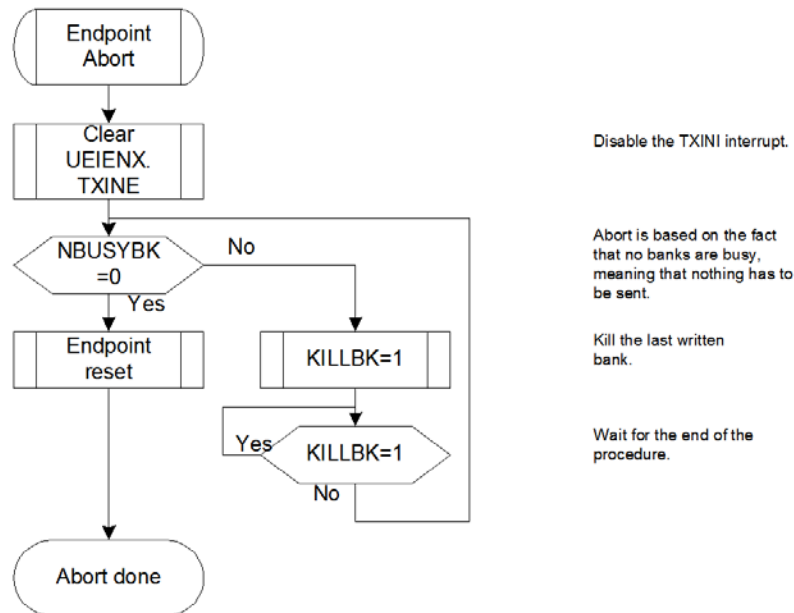 Endpoint
Abort
Clear
UEIENX.
TXINE
Disable the TXINI interrupt.
NBUSYBK
=0
No
Yes
Abort is based on the fact
that no banks are busy,
meaning that nothing has to
be sent.
Endpoint
reset
KILLBK=1
Kill the last written
bank.
Yes
KILLBK=1
No
Wait for the end of the
procedure.
Abort done